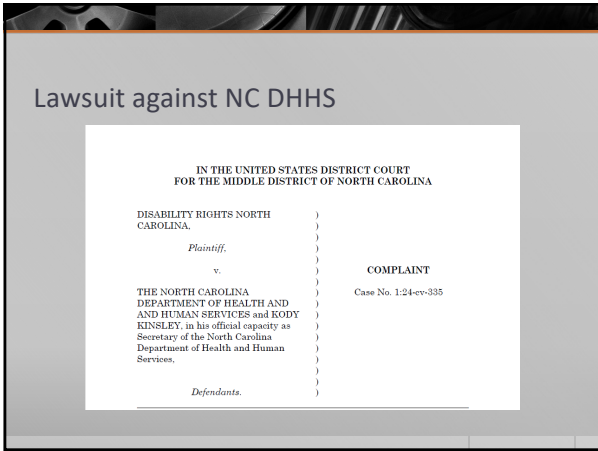 Lawsuit against NC DHHS
IN THE UNITED STATES DISTRICT COURT
FOR THE MIDDLE DISTRICT OF NORTH CAROLINA
DISABILITY RIGHTS NORTH )
CAROLINA, )
)
Plaintiff, )
)
v. ) COMPLAINT
)
THE NORTH CAROLINA ) Case No. 1:24-cv-335
DEPARTMENT OF HEALTH AND )
AND HUMAN SERVICES and KODY )
KINSLEY, in his official capacity as )
Secretary of the North Carolina )
Department of Health and Human )
Services, )
)
)
Defendants. )